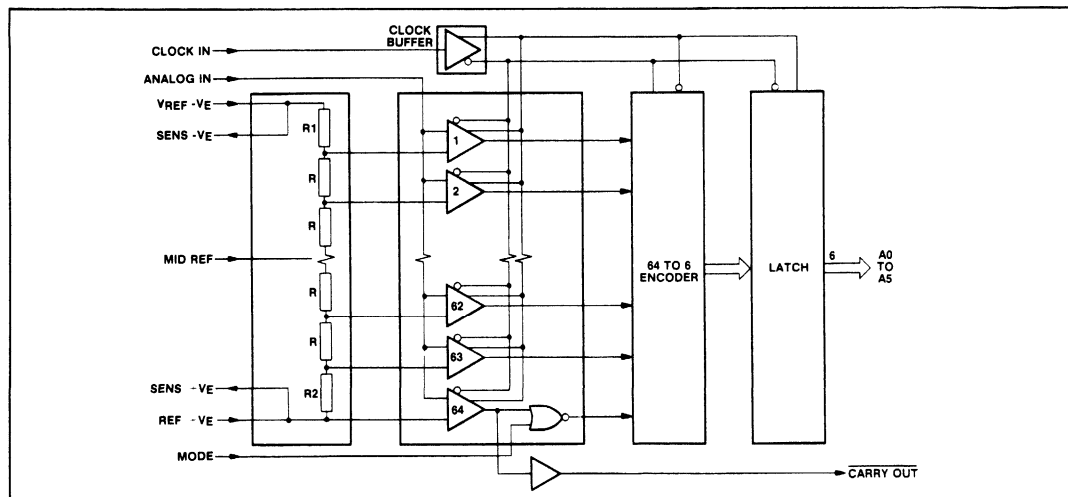 CLOCK BUFFER
CLOCK IN
ANALOG IN
VREF -VE
SENS -VE
R1
1
R
2
R
MID REF
64 TO 6
ENCODER
LATCH
6
A0
TO
A5
R
62
R
63
SENS -VE
R2
REF -VE
64
MODE
CARRY OUT